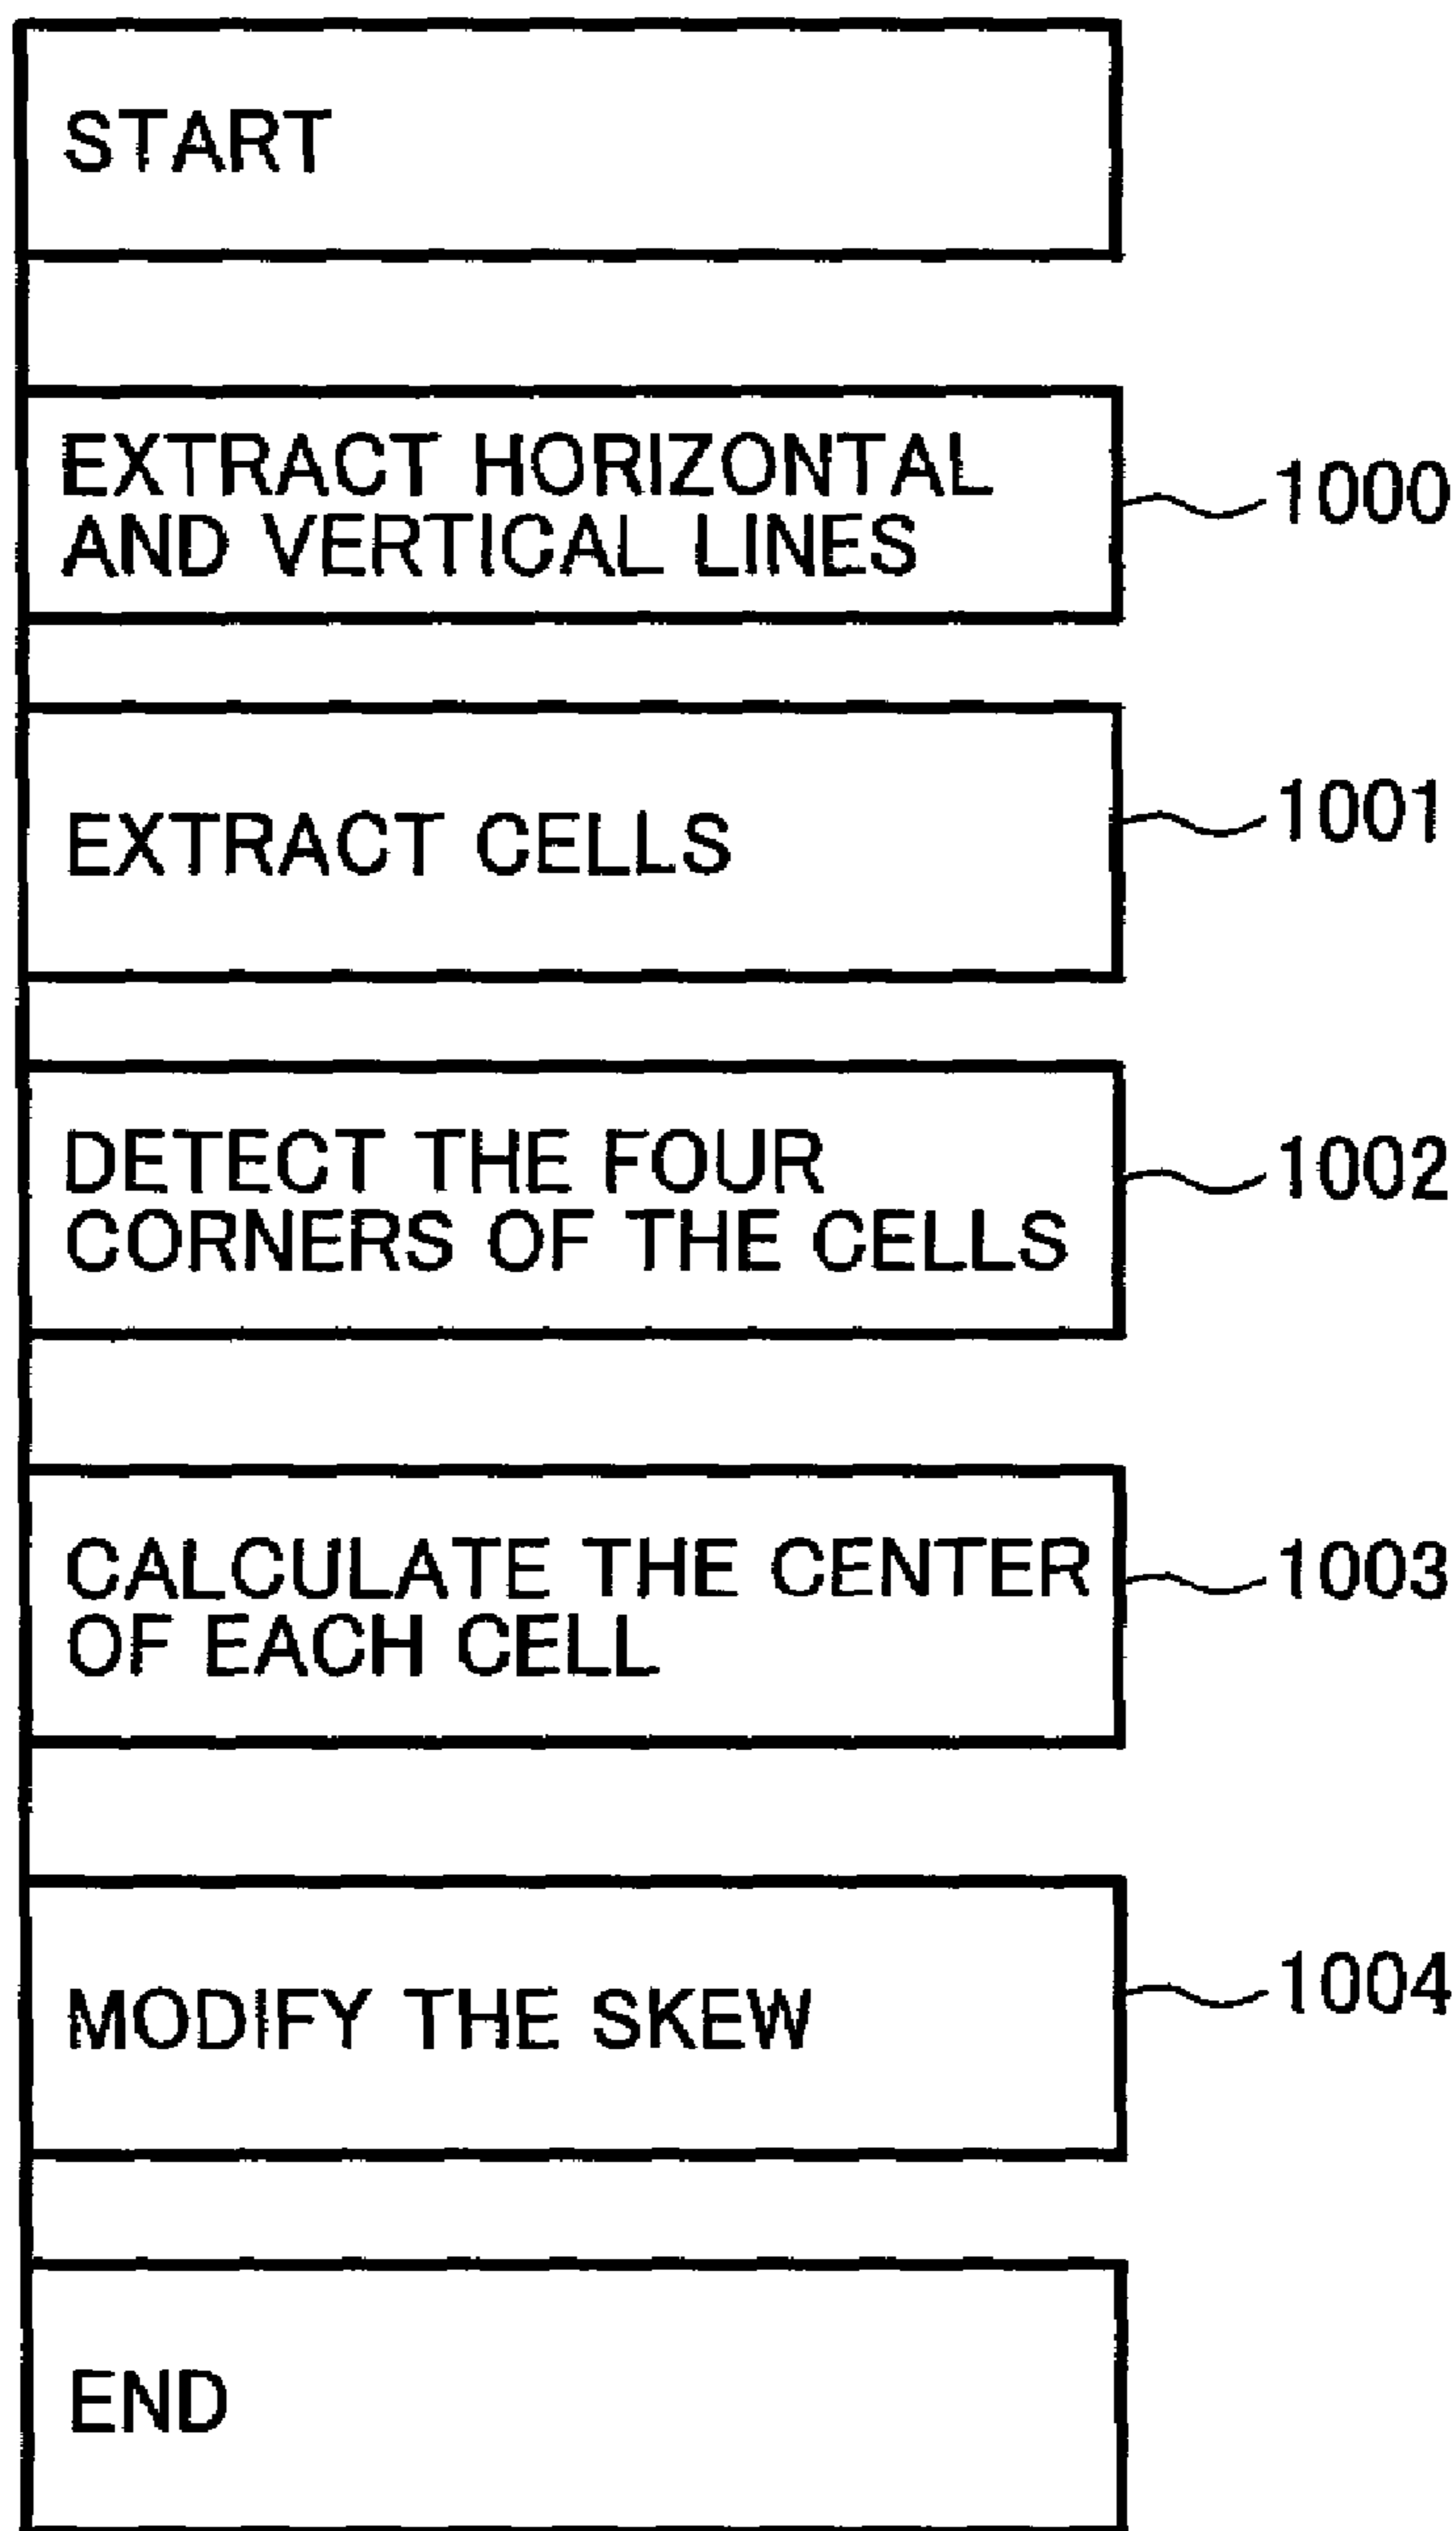 START
EXTRACT HORIZONTAL
AND VERTICAL LINES
1000
EXTRACT CELLS
1001
DETECT THE FOUR
CORNERS OF THE CELLS
1002
CALCULATE THE CENTER
OF EACH CELL
1003
MODIFY THE SKEW
1004
END